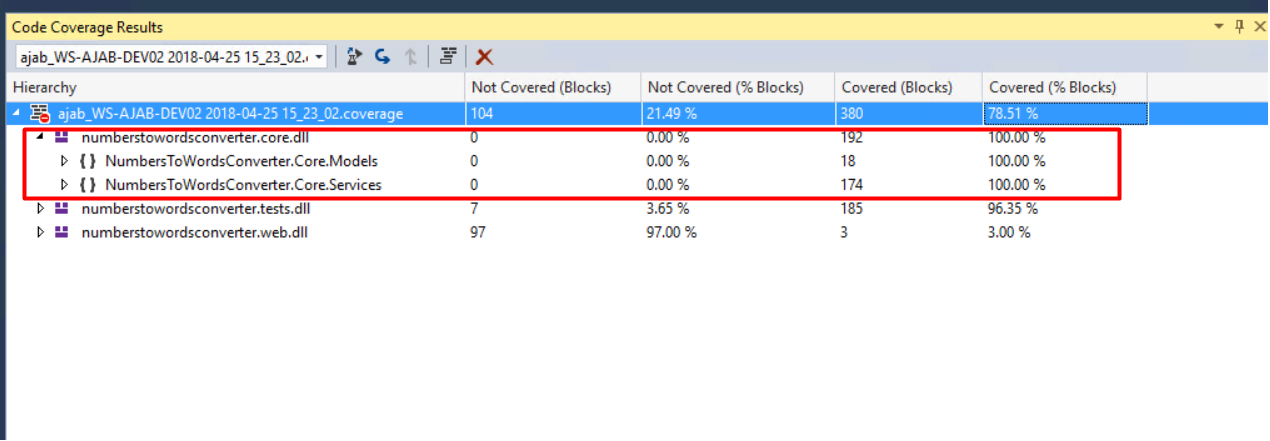 Code Coverage Results
ajab_WS-AJAB-DEV02 2018-04-25 15_23_02.
Hierarchy Not Covered (Blocks) Not Covered (% Blocks) Covered (Blocks) Covered (% Blocks)
ajab_WS-AJAB-DEV02 2018-04-25 15_23_02.coverage 104 21.49 % 380 78.51 %
numberstowordsconverter.core.dll 0 0.00 % 192 100.00 %
{ } NumbersToWordsConverter.Core.Models 0 0.00 % 18 100.00 %
{ } NumbersToWordsConverter.Core.Services 0 0.00 % 174 100.00 %
numberstowordsconverter.tests.dll 7 3.65 % 185 96.35 %
numberstowordsconverter.web.dll 97 97.00 % 3 3.00 %